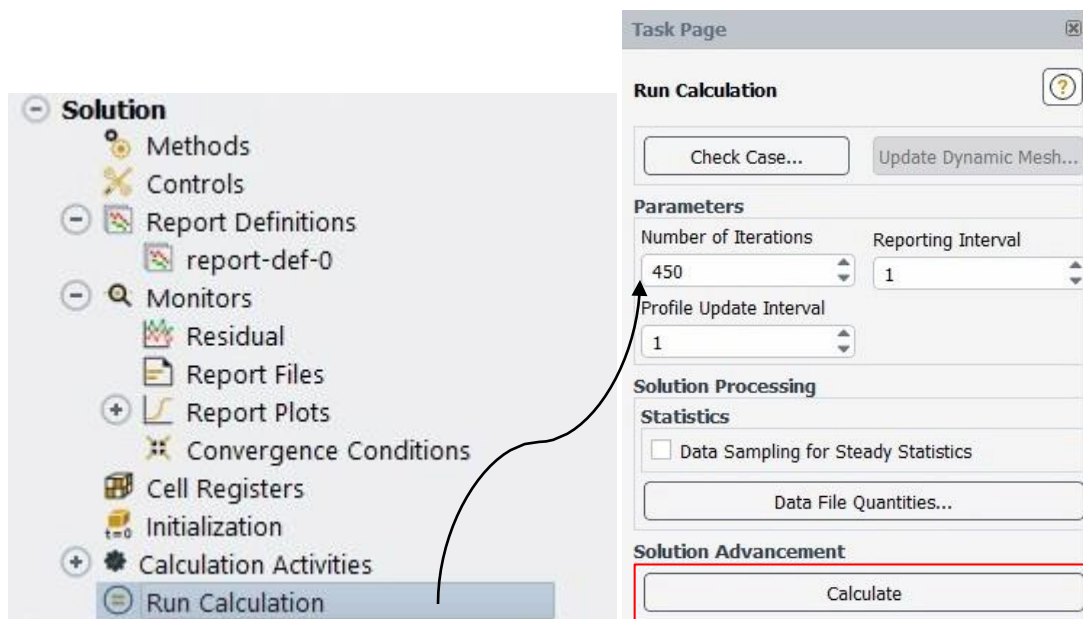 Solution
Methods
Controls
Report Definitions
report-def-0
Monitors
Residual
Report Files
Report Plots
Convergence Conditions
Cell Registers
t=0 Initialization
Calculation Activities
Run Calculation
Task Page
Run Calculation
Check Case... Update Dynamic Mesh...
Parameters
Number of Iterations Reporting Interval
450 1
Profile Update Interval
1
Solution Processing
Statistics
Data Sampling for Steady Statistics
Data File Quantities...
Solution Advancement
Calculate